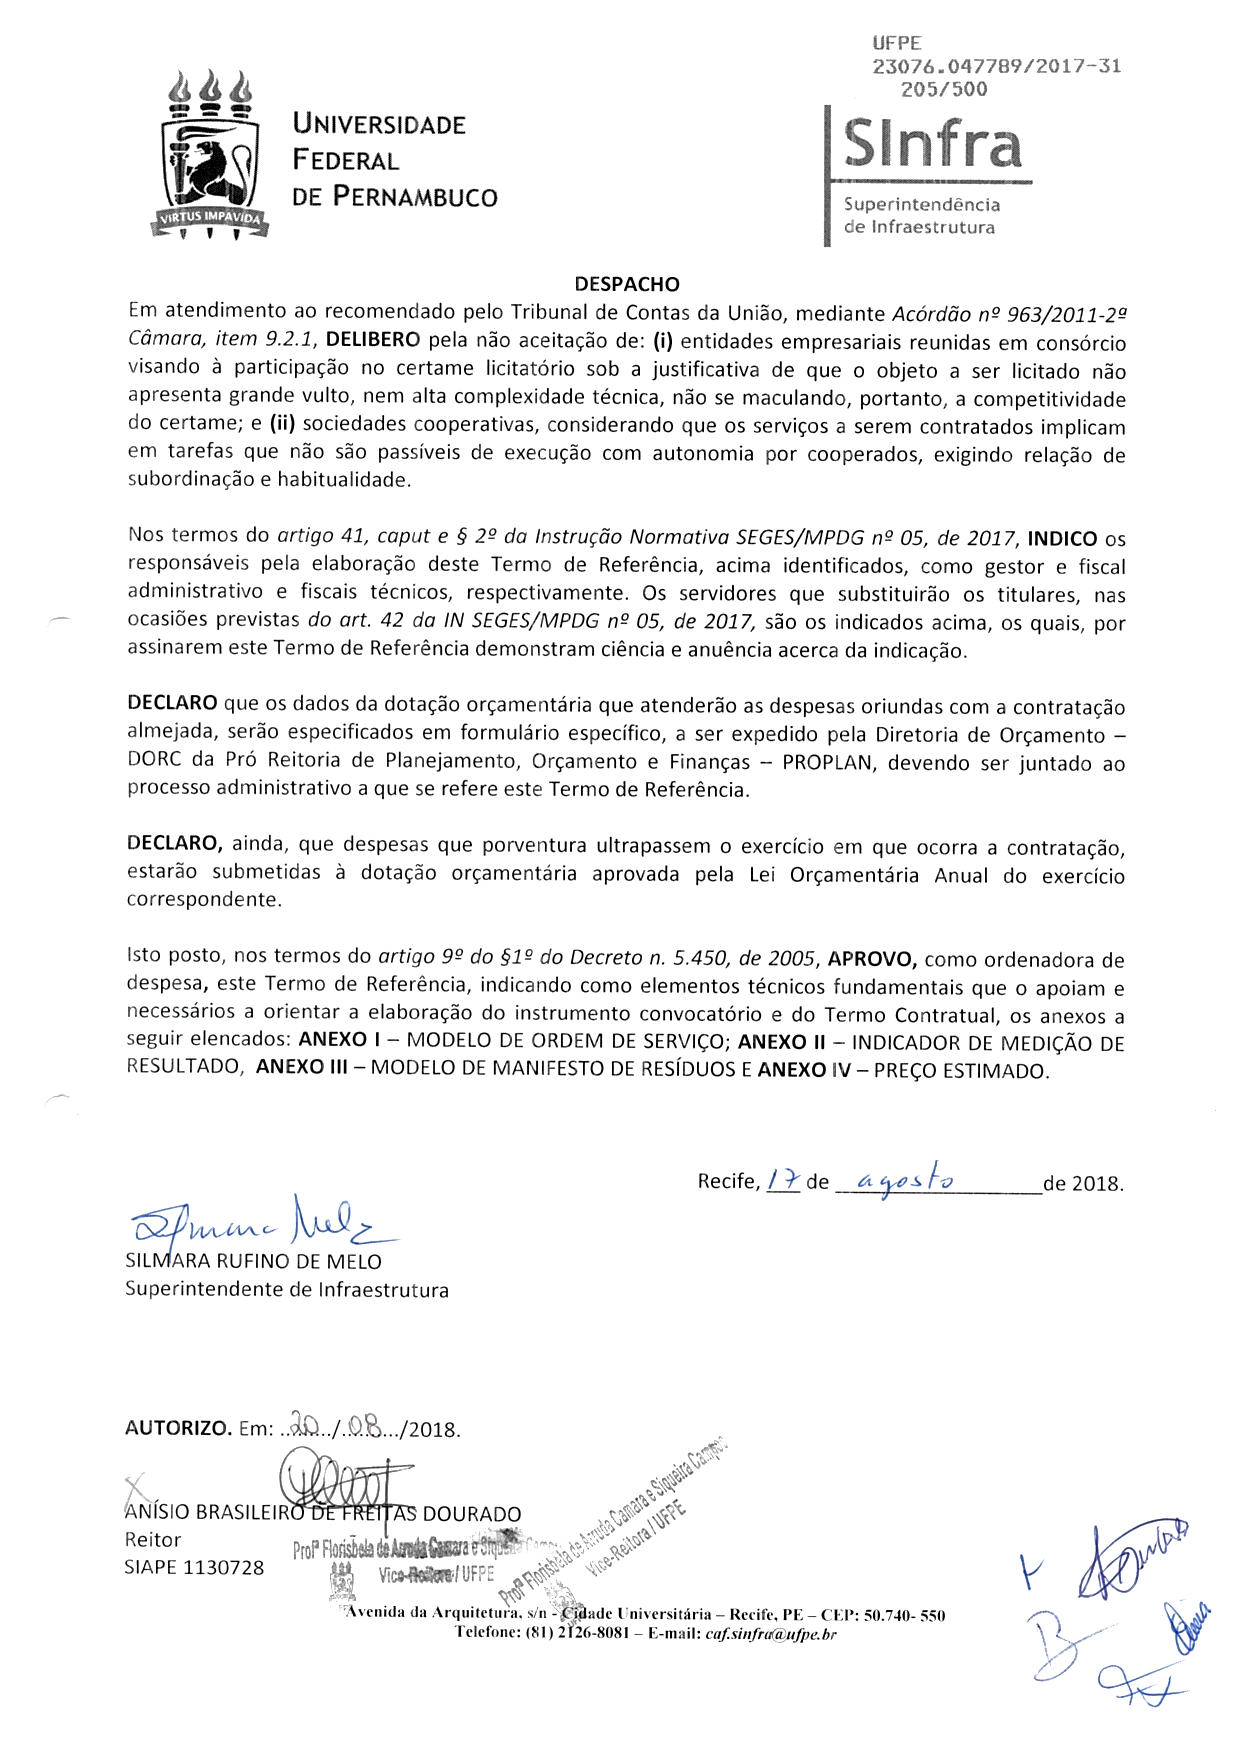 UFPE
23076.047789/2017-31
205/500
UNIVERSIDADE
FEDERAL
DE PERNAMBUCO
VIRTUS IMPAVIDA
SInfra
Superintendência
de Infraestrutura
DESPACHO
Em atendimento ao recomendado pelo Tribunal de Contas da União, mediante Acórdão nº 963/2011-2ª
Câmara, item 9.2.1, DELIBERO pela não aceitação de: (i) entidades empresariais reunidas em consórcio
visando à participação no certame licitatório sob a justificativa de que o objeto a ser licitado não
apresenta grande vulto, nem alta complexidade técnica, não se maculando, portanto, a competitividade
do certame; e (ii) sociedades cooperativas, considerando que os serviços a serem contratados implicam
em tarefas que não são passíveis de execução com autonomia por cooperados, exigindo relação de
subordinação e habitualidade.
Nos termos do artigo 41, caput e § 2º da Instrução Normativa SEGES/MPDG nº 05, de 2017, INDICO os
responsáveis pela elaboração deste Termo de Referência, acima identificados, como gestor e fiscal
administrativo e fiscais técnicos, respectivamente. Os servidores que substituirão os titulares, nas
ocasiões previstas do art. 42 da IN SEGES/MPDG nº 05, de 2017, são os indicados acima, os quais, por
assinarem este Termo de Referência demonstram ciência e anuência acerca da indicação.
DECLARO que os dados da dotação orçamentária que atenderão as despesas oriundas com a contratação
almejada, serão especificados em formulário específico, a ser expedido pela Diretoria de Orçamento –
DORC da Pró Reitoria de Planejamento, Orçamento e Finanças – PROPLAN, devendo ser juntado ao
processo administrativo a que se refere este Termo de Referência.
DECLARO, ainda, que despesas que porventura ultrapassem o exercício em que ocorra a contratação,
estarão submetidas à dotação orçamentária aprovada pela Lei Orçamentária Anual do exercício
correspondente.
Isto posto, nos termos do artigo 9º do §1º do Decreto n. 5.450, de 2005, APROVO, como ordenadora de
despesa, este Termo de Referência, indicando como elementos técnicos fundamentais que o apoiam e
necessários a orientar a elaboração do instrumento convocatório e do Termo Contratual, os anexos a
seguir elencados: ANEXO I – MODELO DE ORDEM DE SERVIÇO; ANEXO II – INDICADOR DE MEDIÇÃO DE
RESULTADO, ANEXO III – MODELO DE MANIFESTO DE RESÍDUOS E ANEXO IV – PREÇO ESTIMADO.
Recife, 17 de agosto de 2018.
Silmara Melo
SILMARA RUFINO DE MELO
Superintendente de Infraestrutura
AUTORIZO. Em: ..20../..08../2018.
ANÍSIO BRASILEIRO DE FREITAS DOURADO
Reitor
SIAPE 1130728
Profª Florisbela de Arruda Camara e Siqueira Campos
Vice-Reitora / UFPE
Profª Florisbela de Arruda Camara e Siqueira Campos
Vice-Reitora / UFPE
Avenida da Arquitetura, s/n - Cidade Universitária – Recife, PE – CEP: 50.740- 550
Telefone: (81) 2126-8081 – E-mail: caf.sinfra@ufpe.br